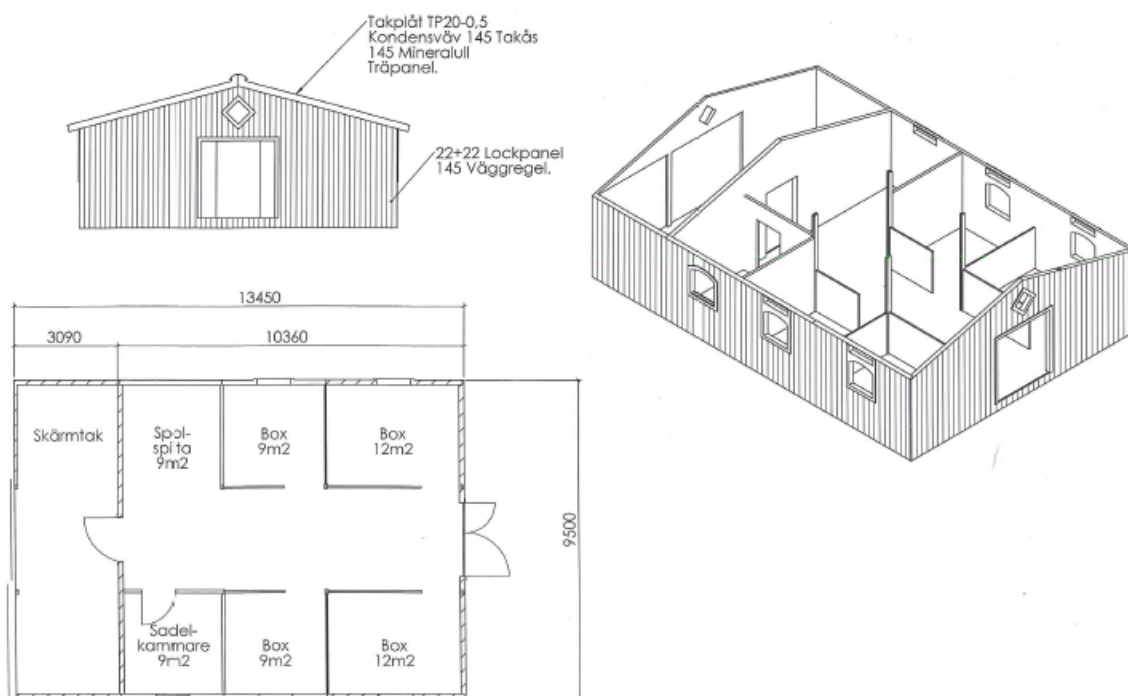 Takplåt TP20-0,5
Kondensväv 145 Takås
145 Mineralull
Träpanel.
22+22 Lockpanel
145 Väggregel.
13450
3090
10360
Skärmtak
Spol-
spilta
9m2
Box
9m2
Box
12m2
9500
Sadel-
kammare
9m2
Box
9m2
Box
12m2